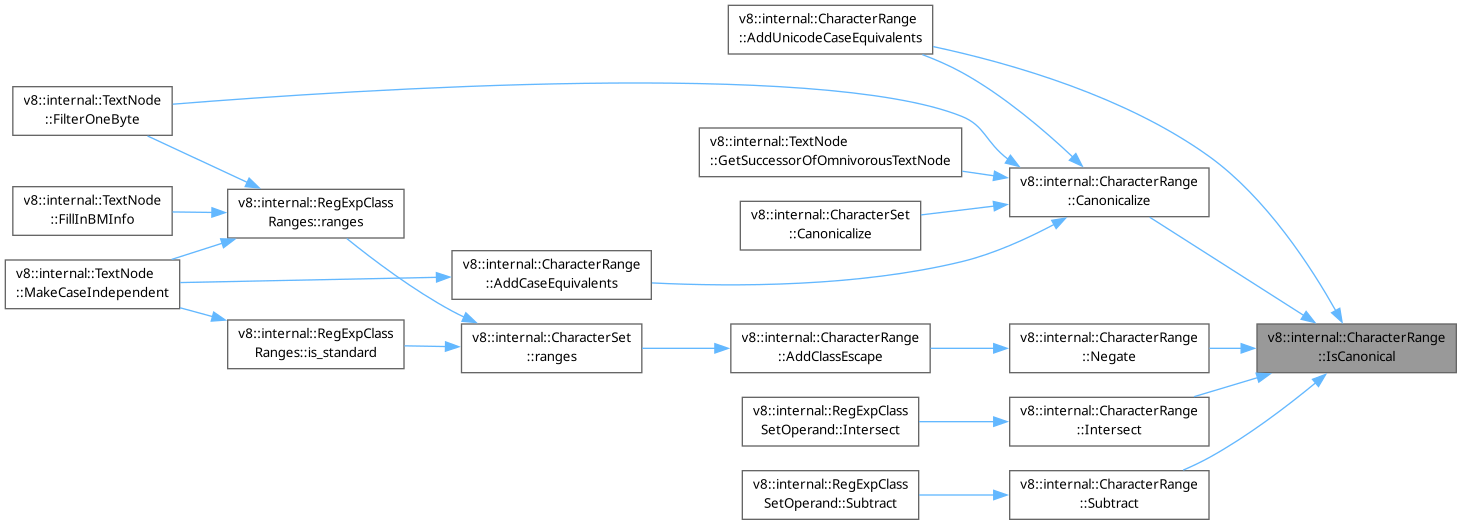 v8::internal::CharacterRange
::AddUnicodeCaseEquivalents
v8::internal::TextNode
::FilterOneByte
v8::internal::TextNode
::GetSuccessorOfOmnivorousTextNode
v8::internal::CharacterRange
::Canonicalize
v8::internal::TextNode
::FillInBMInfo
v8::internal::RegExpClass
Ranges::ranges
v8::internal::CharacterSet
::Canonicalize
v8::internal::TextNode
::MakeCaseIndependent
v8::internal::CharacterRange
::AddCaseEquivalents
v8::internal::RegExpClass
Ranges::is_standard
v8::internal::CharacterSet
::ranges
v8::internal::CharacterRange
::AddClassEscape
v8::internal::CharacterRange
::Negate
v8::internal::CharacterRange
::IsCanonical
v8::internal::RegExpClass
SetOperand::Intersect
v8::internal::CharacterRange
::Intersect
v8::internal::RegExpClass
SetOperand::Subtract
v8::internal::CharacterRange
::Subtract